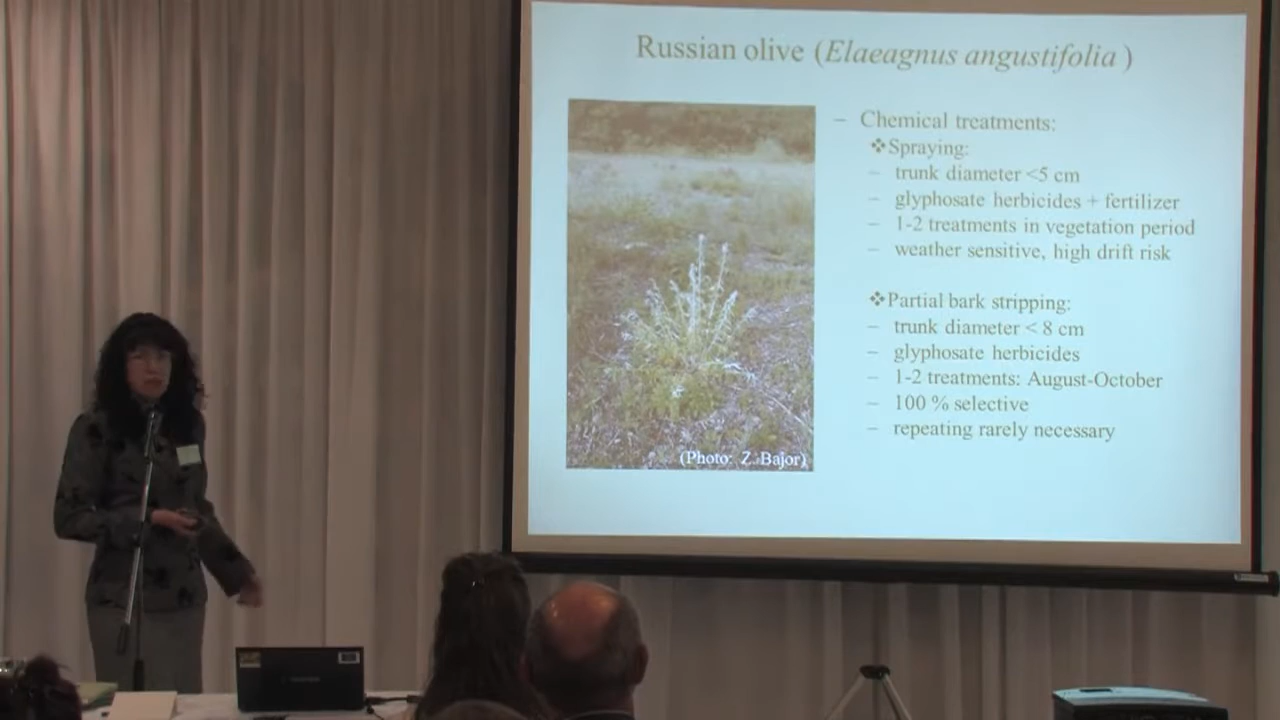 Russian olive (Elaeagnus angustifolia )
– Chemical treatments:
❖Spraying:
– trunk diameter <5 cm
– glyphosate herbicides + fertilizer
– 1-2 treatments in vegetation period
– weather sensitive, high drift risk
❖Partial bark stripping:
– trunk diameter < 8 cm
– glyphosate herbicides
– 1-2 treatments: August-October
– 100 % selective
– repeating rarely necessary
(Photo: Z. Bajor)